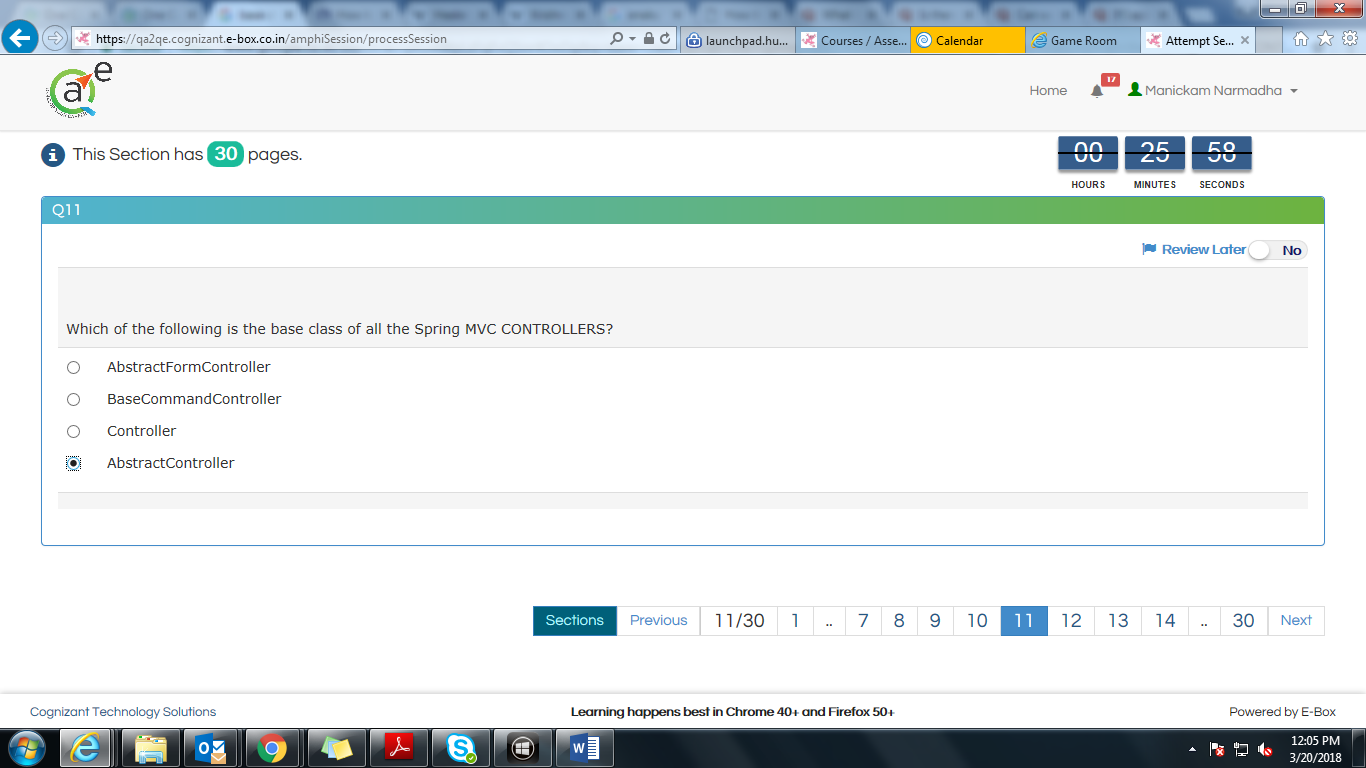 https://qa2qe.cognizant.e-box.co.in/amphiSession/processSession
launchpad.hu...
Courses / Asse...
Calendar
Game Room
Attempt Se...
a e
Home
17
Manickam Narmadha
This Section has 30 pages.
00 25 58
HOURS MINUTES SECONDS
Q11
Review Later No
Which of the following is the base class of all the Spring MVC CONTROLLERS?
AbstractFormController
BaseCommandController
Controller
AbstractController
Sections Previous 11/30 1 .. 7 8 9 10 11 12 13 14 .. 30 Next
Cognizant Technology Solutions
Learning happens best in Chrome 40+ and Firefox 50+
Powered by E-Box
12:05 PM
3/20/2018